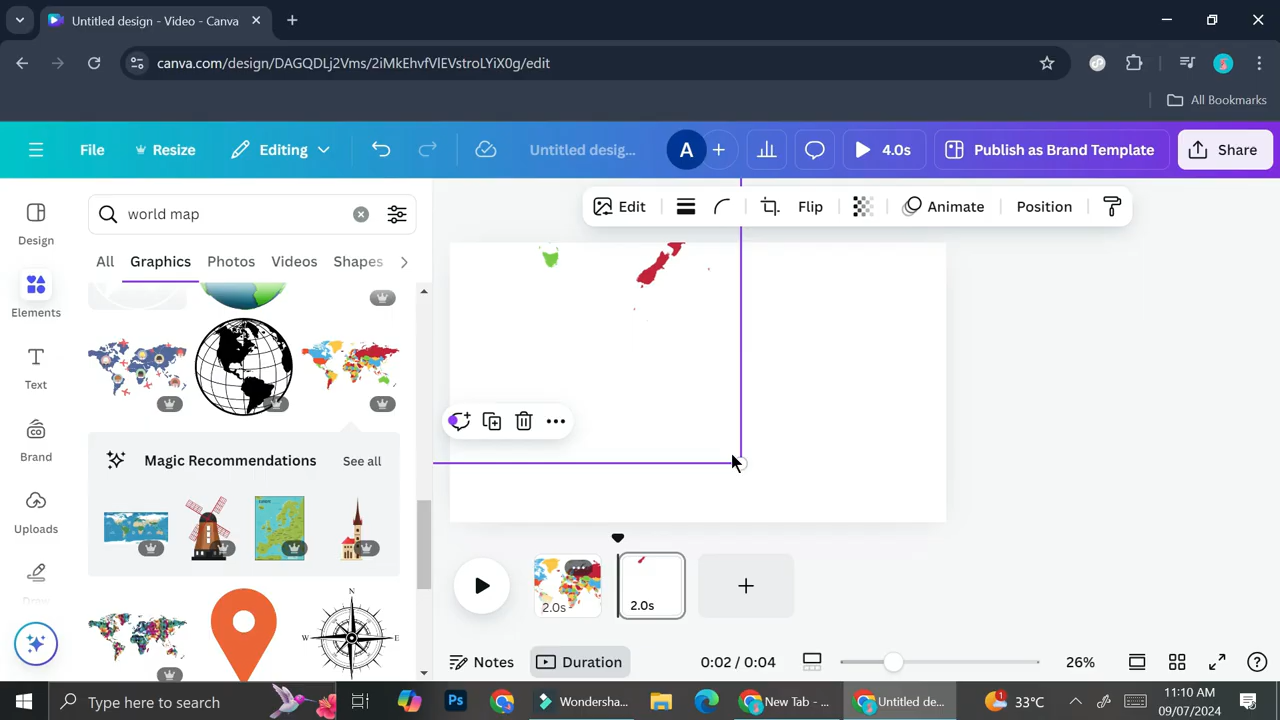 Untitled design - Video - Canva
canva.com/design/DAGQDLj2Vms/2iMkEhvfVIEVstroLYiX0g/edit
All Bookmarks
File
Resize
Editing
Untitled desig...
A
4.0s
Publish as Brand Template
Share
Design
Elements
Text
Brand
Uploads
Draw
world map
All
Graphics
Photos
Videos
Shapes
Magic Recommendations
See all
N
W
E
Edit
Flip
Animate
Position
2.0s
2.0s
Notes
Duration
0:02 / 0:04
26%
Type here to search
Ps
Wondersha...
New Tab - ...
Untitled de...
1
33°C
11:10 AM
09/07/2024